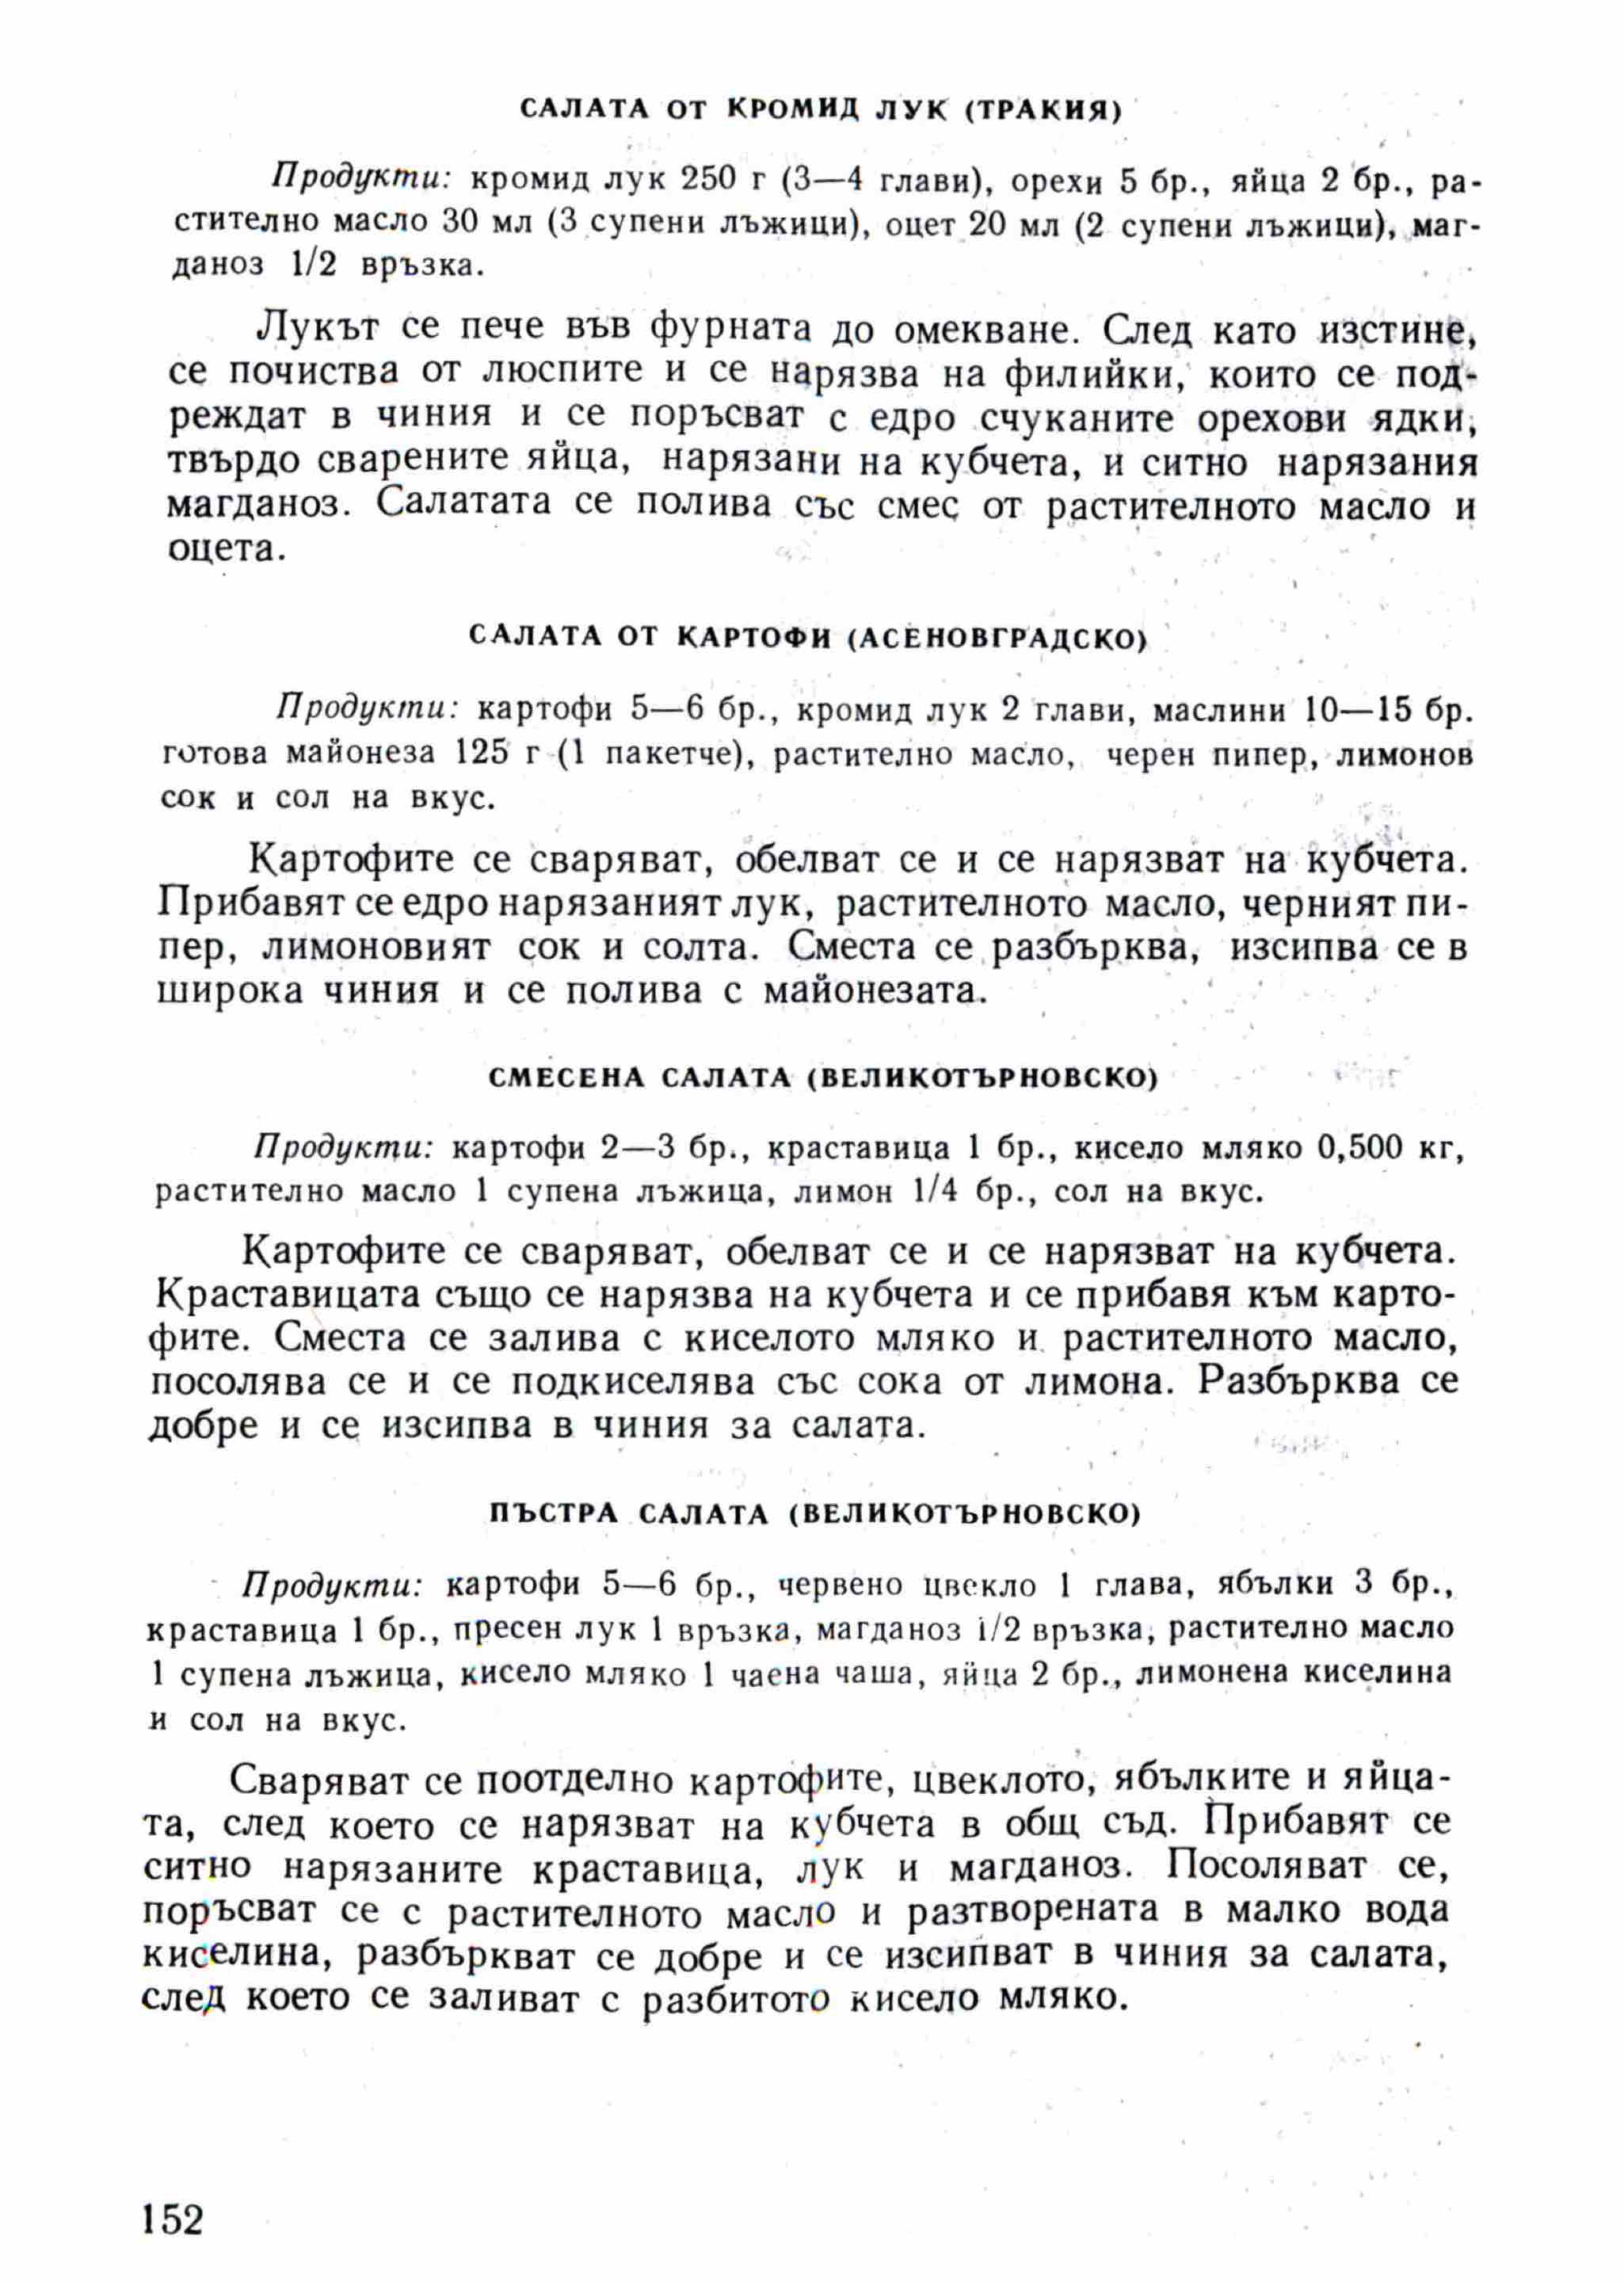 САЛАТА ОТ КРОМИД ЛУК (ТРАКИЯ)
Продукти: кромид лук 250 г (3—4 глави), орехи 5 бр., яйца 2 бр., ра-
стително масло 30 мл (3 супени лъжици), оцет 20 мл (2 супени лъжици), маг-
даноз 1/2 връзка.
Лукът се пече във фурната до омекване. След като изстине,
се почиства от люспите и се нарязва на филийки, които се под-
реждат в чиния и се поръсват с едро счуканите орехови ядки,
твърдо сварените яйца, нарязани на кубчета, и ситно нарязания
магданоз. Салатата се полива със смес от растителното масло и
оцета.
САЛАТА ОТ КАРТОФИ (АСЕНОВГРАДСКО)
Продукти: картофи 5—6 бр., кромид лук 2 глави, маслини 10—15 бр.
готова майонеза 125 г (1 пакетче), растително масло, черен пипер, лимонов
сок и сол на вкус.
Картофите се сваряват, обелват се и се нарязват на кубчета.
Прибавят се едро нарязаният лук, растителното масло, черният пи-
пер, лимоновият сок и солта. Сместа се разбърква, изсипва се в
широка чиния и се полива с майонезата.
СМЕСЕНА САЛАТА (ВЕЛИКОТЪРНОВСКО)
Продукти: картофи 2—3 бр., краставица 1 бр., кисело мляко 0,500 кг,
растително масло 1 супена лъжица, лимон 1/4 бр., сол на вкус.
Картофите се сваряват, обелват се и се нарязват на кубчета.
Краставицата също се нарязва на кубчета и се прибавя към карто-
фите. Сместа се залива с киселото мляко и растителното масло,
посолява се и се подкиселява със сока от лимона. Разбърква се
добре и се изсипва в чиния за салата.
ПЪСТРА САЛАТА (ВЕЛИКОТЪРНОВСКО)
Продукти: картофи 5—6 бр., червено цвекло 1 глава, ябълки 3 бр.,
краставица 1 бр., пресен лук 1 връзка, магданоз 1/2 връзка, растително масло
1 супена лъжица, кисело мляко 1 чаена чаша, яйца 2 бр., лимонена киселина
и сол на вкус.
Сваряват се поотделно картофите, цвеклото, ябълките и яйца-
та, след което се нарязват на кубчета в общ съд. Прибавят се
ситно нарязаните краставица, лук и магданоз. Посоляват се,
поръсват се с растителното масло и разтворената в малко вода
киселина, разбъркват се добре и се изсипват в чиния за салата,
след което се заливат с разбитото кисело мляко.
152